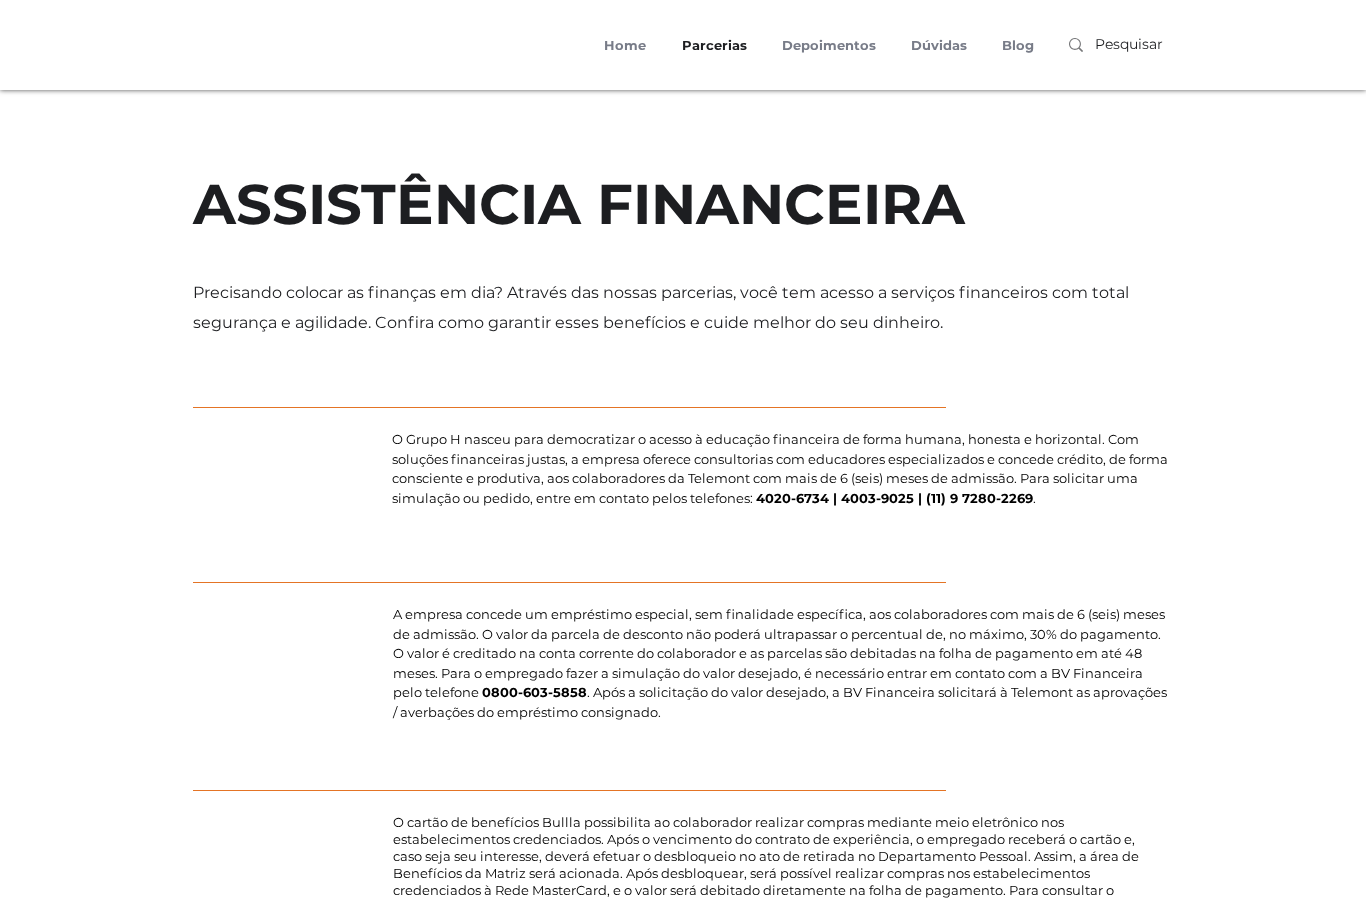 Home Parcerias Depoimentos Dúvidas Blog Pesquisar
ASSISTÊNCIA FINANCEIRA
Precisando colocar as finanças em dia? Através das nossas parcerias, você tem acesso a serviços financeiros com total
segurança e agilidade. Confira como garantir esses benefícios e cuide melhor do seu dinheiro.
O Grupo H nasceu para democratizar o acesso à educação financeira de forma humana, honesta e horizontal. Com
soluções financeiras justas, a empresa oferece consultorias com educadores especializados e concede crédito, de forma
consciente e produtiva, aos colaboradores da Telemont com mais de 6 (seis) meses de admissão. Para solicitar uma
simulação ou pedido, entre em contato pelos telefones: 4020-6734 | 4003-9025 | (11) 9 7280-2269.
A empresa concede um empréstimo especial, sem finalidade específica, aos colaboradores com mais de 6 (seis) meses
de admissão. O valor da parcela de desconto não poderá ultrapassar o percentual de, no máximo, 30% do pagamento.
O valor é creditado na conta corrente do colaborador e as parcelas são debitadas na folha de pagamento em até 48
meses. Para o empregado fazer a simulação do valor desejado, é necessário entrar em contato com a BV Financeira
pelo telefone 0800-603-5858. Após a solicitação do valor desejado, a BV Financeira solicitará à Telemont as aprovações
/ averbações do empréstimo consignado.
O cartão de benefícios Bullla possibilita ao colaborador realizar compras mediante meio eletrônico nos
estabelecimentos credenciados. Após o vencimento do contrato de experiência, o empregado receberá o cartão e,
caso seja seu interesse, deverá efetuar o desbloqueio no ato de retirada no Departamento Pessoal. Assim, a área de
Benefícios da Matriz será acionada. Após desbloquear, será possível realizar compras nos estabelecimentos
credenciados à Rede MasterCard, e o valor será debitado diretamente na folha de pagamento. Para consultar o